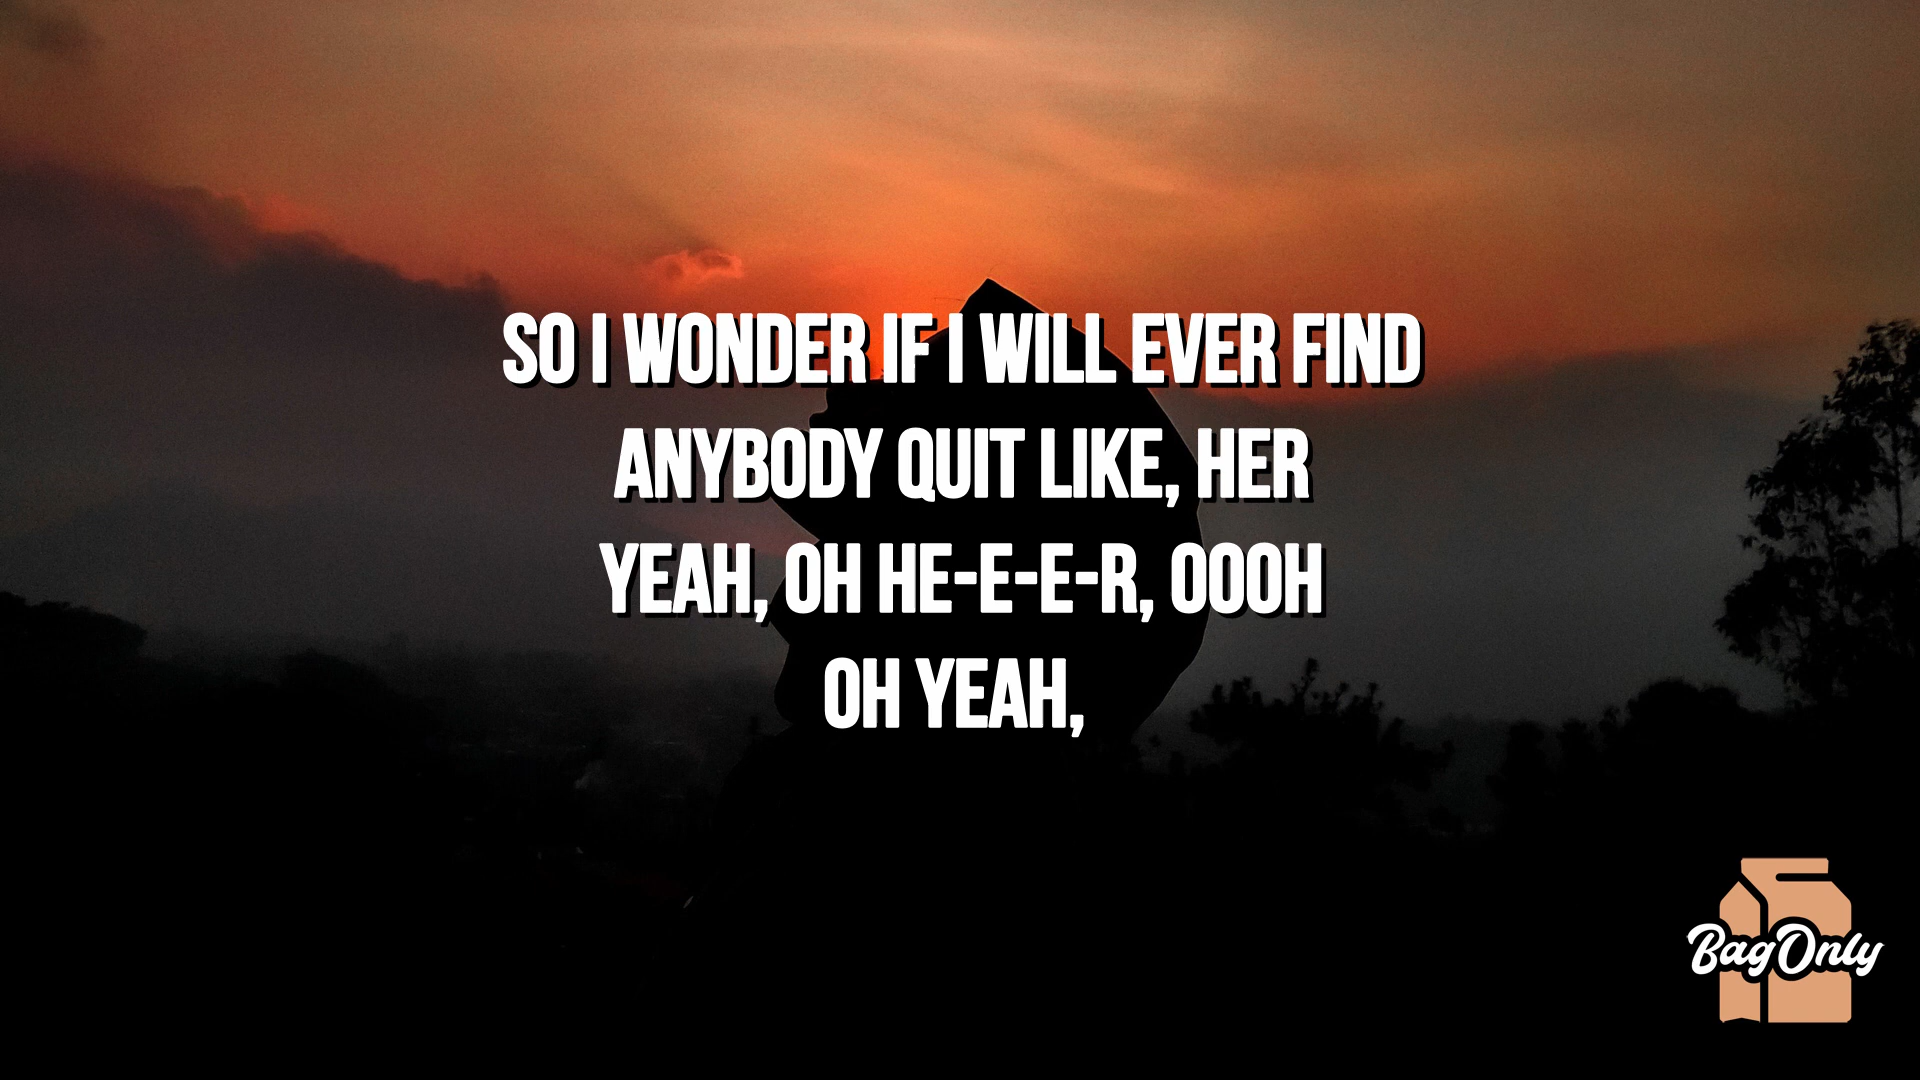 SO I WONDER IF I WILL EVER FIND
ANYBODY QUIT LIKE, HER
YEAH, OH HE-E-E-R, OOOH
OH YEAH,
BagOnly